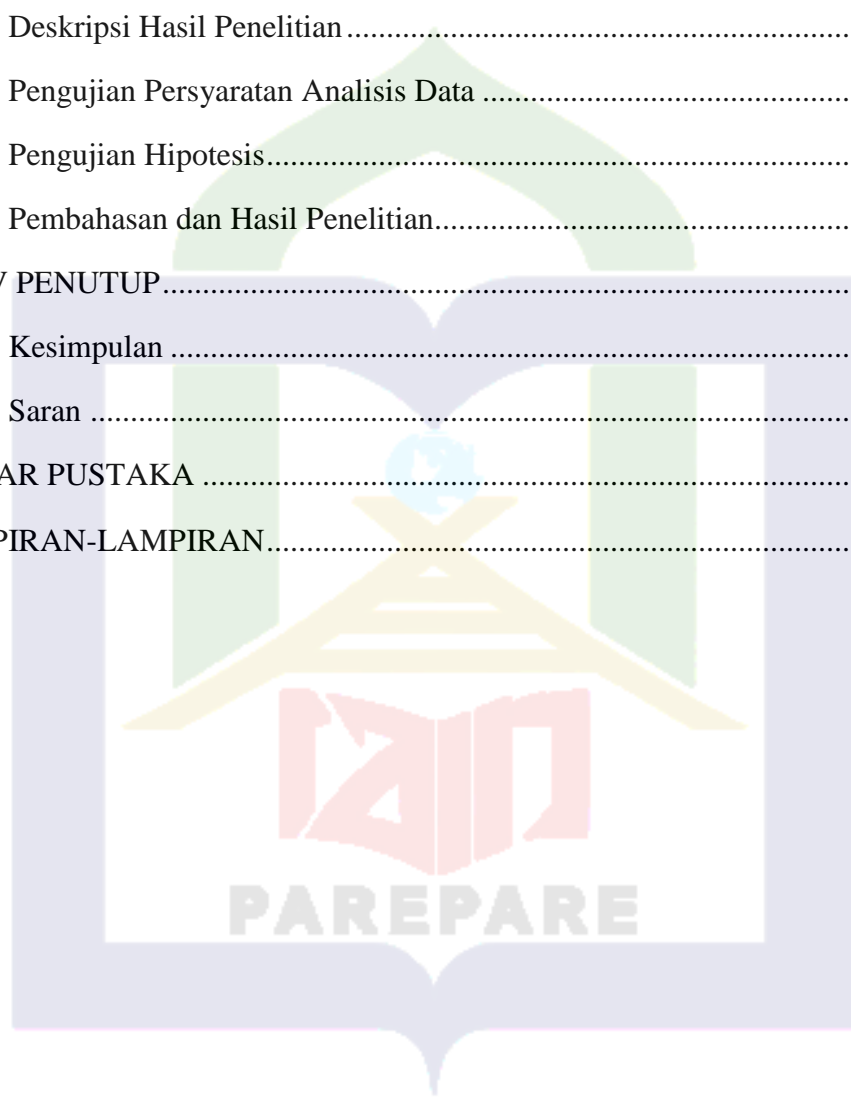 Deskripsi Hasil Penelitian
Pengujian Persyaratan Analisis Data
Pengujian Hipotesis
Pembahasan dan Hasil Penelitian
PENUTUP
Kesimpulan
Saran
AR PUSTAKA
PIRAN-LAMPIRAN
iain
PAREPARE